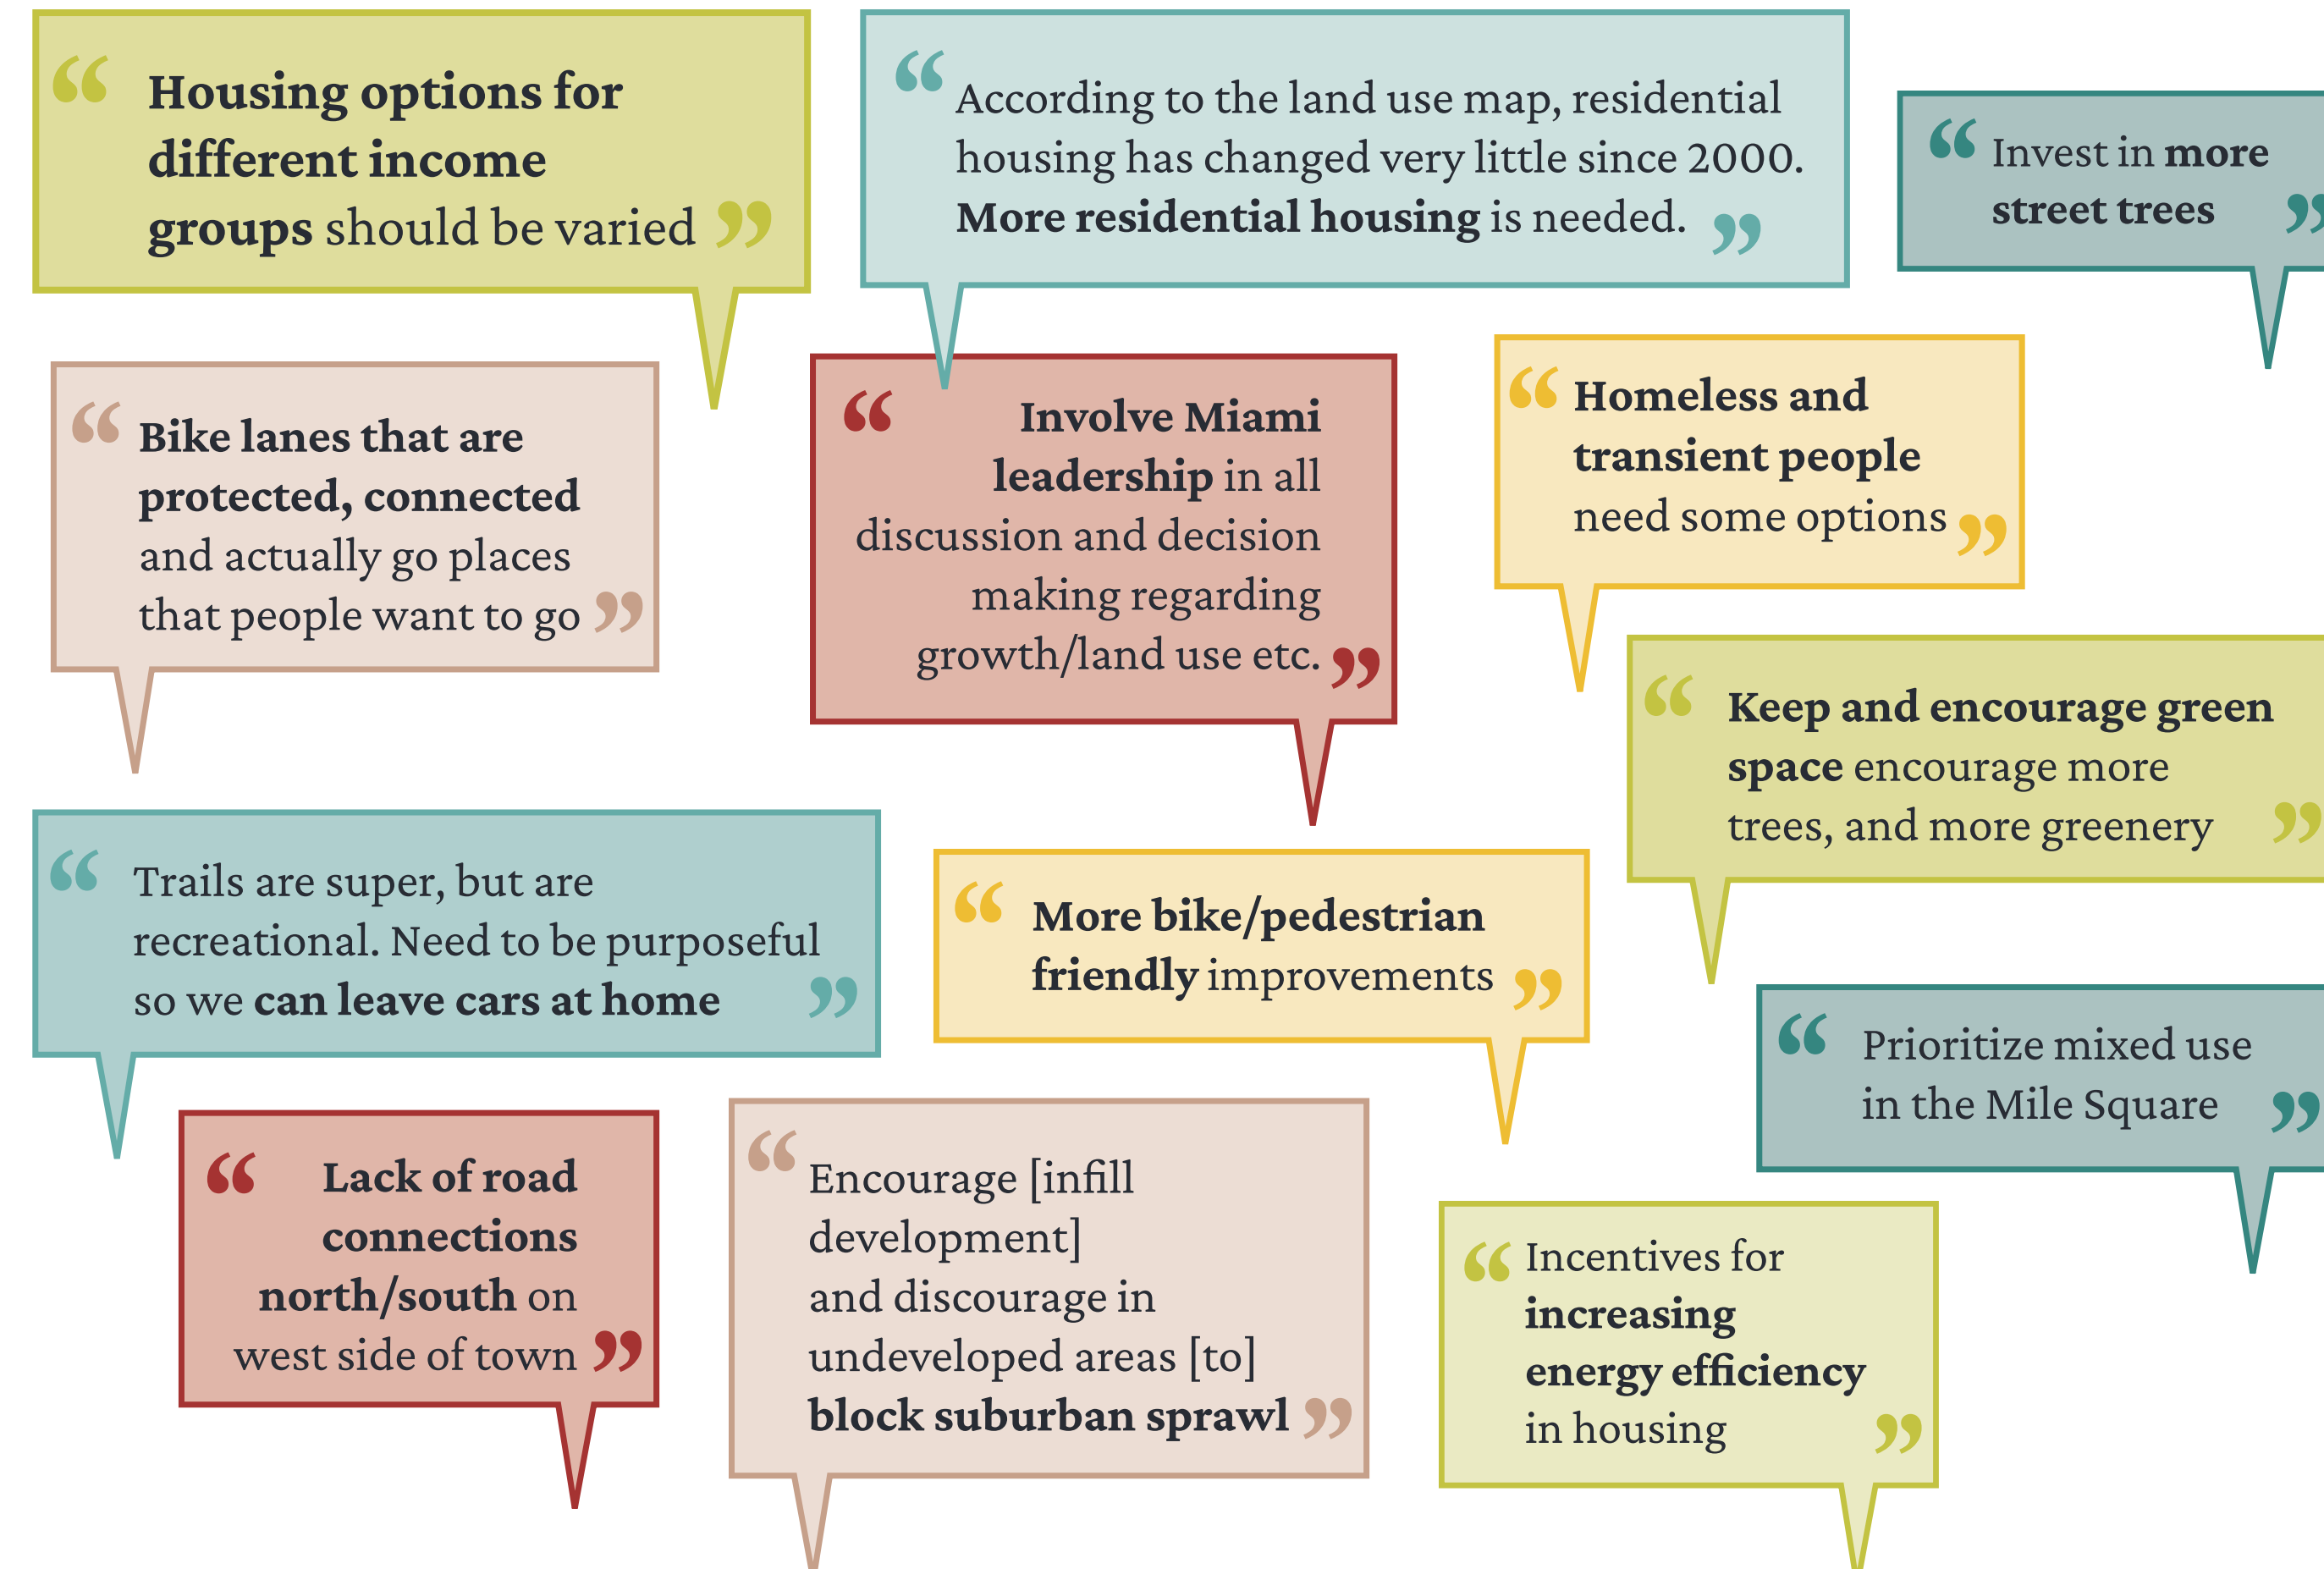 Housing options for
different income
groups should be varied
According to the land use map, residential
housing has changed very little since 2000.
More residential housing is needed.
Invest in more
street trees
Bike lanes that are
protected, connected
and actually go places
that people want to go
Involve Miami
leadership in all
discussion and decision
making regarding
growth/land use etc.
Homeless and
transient people
need some options
Keep and encourage green
space encourage more
trees, and more greenery
Trails are super, but are
recreational. Need to be purposeful
so we can leave cars at home
More bike/pedestrian
friendly improvements
Prioritize mixed use
in the Mile Square
Lack of road
connections
north/south on
west side of town
Encourage [infill
development]
and discourage in
undeveloped areas [to]
block suburban sprawl
Incentives for
increasing
energy efficiency
in housing